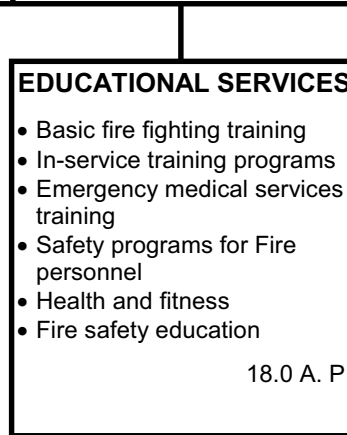 EDUCATIONAL SERVICES
• Basic fire fighting training
• In-service training programs
• Emergency medical services
training
• Safety programs for Fire
personnel
• Health and fitness
• Fire safety education
18.0 A. P